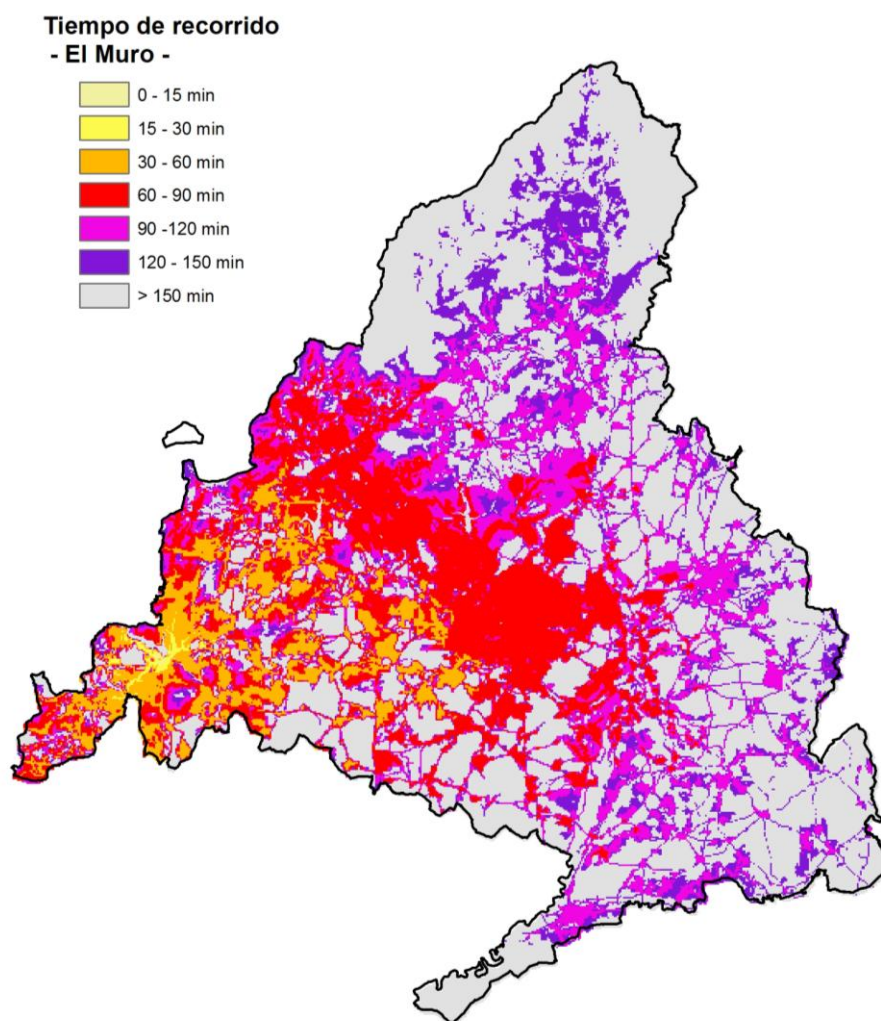 Tiempo de recorrido
- El Muro -
0 - 15 min
15 - 30 min
30 - 60 min
60 - 90 min
90 -120 min
120 - 150 min
> 150 min